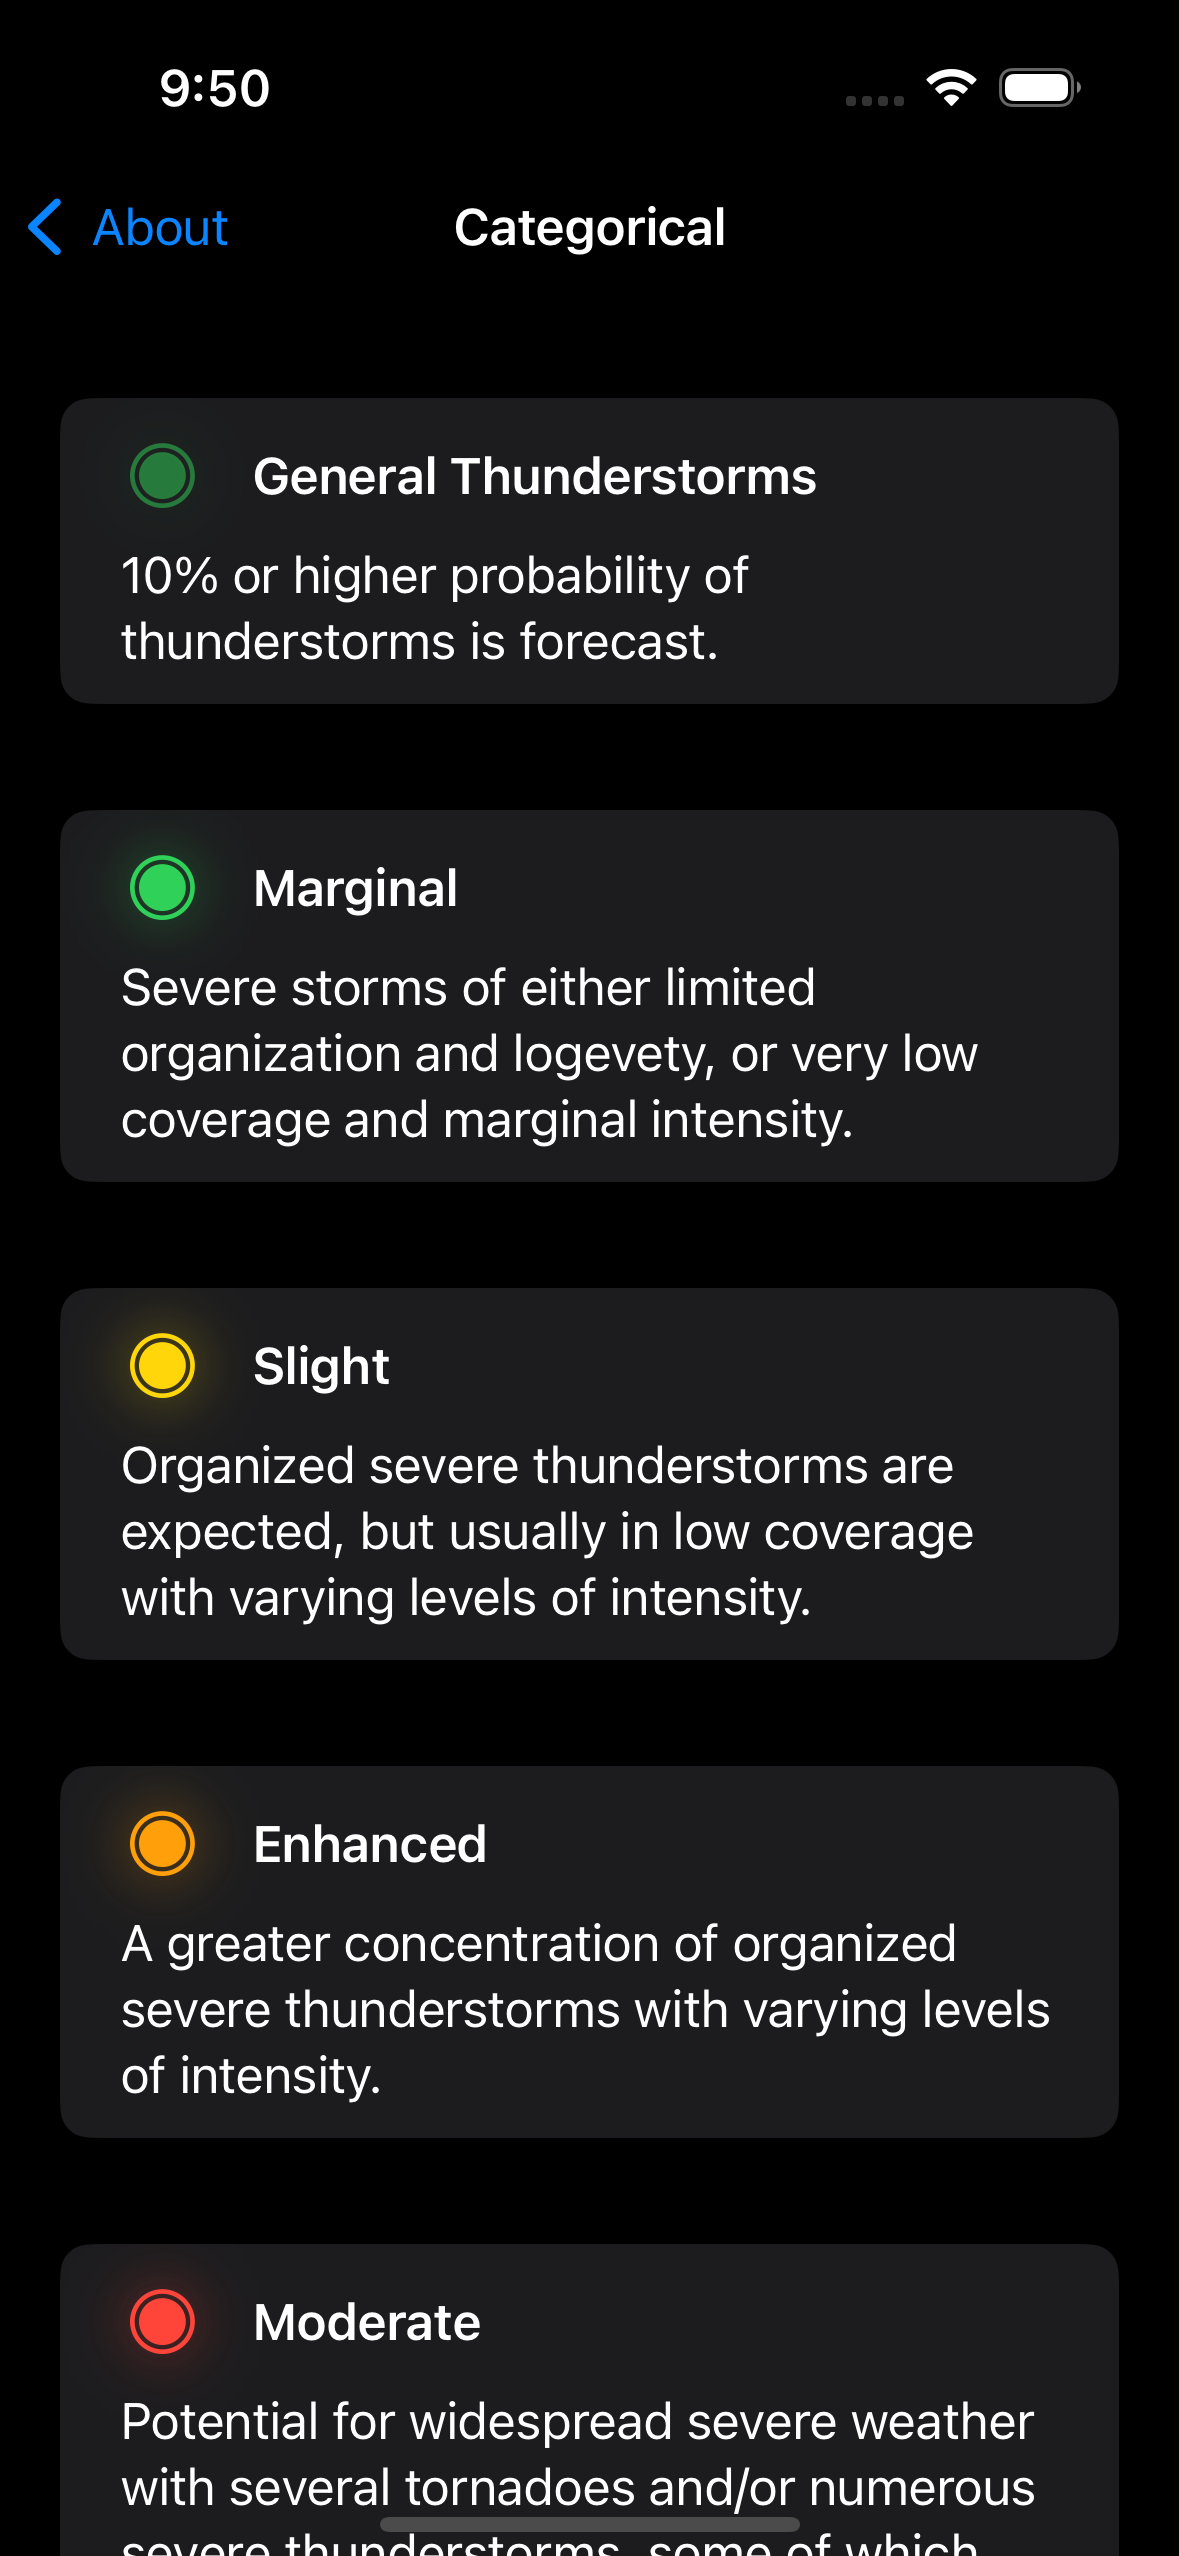 9:50
About
Categorical
General Thunderstorms
10% or higher probability of
thunderstorms is forecast.
Marginal
Severe storms of either limited
organization and logevety, or very low
coverage and marginal intensity.
Slight
Organized severe thunderstorms are
expected, but usually in low coverage
with varying levels of intensity.
Enhanced
A greater concentration of organized
severe thunderstorms with varying levels
of intensity.
Moderate
Potential for widespread severe weather
with several tornadoes and/or numerous
severe thunderstorms, some of which